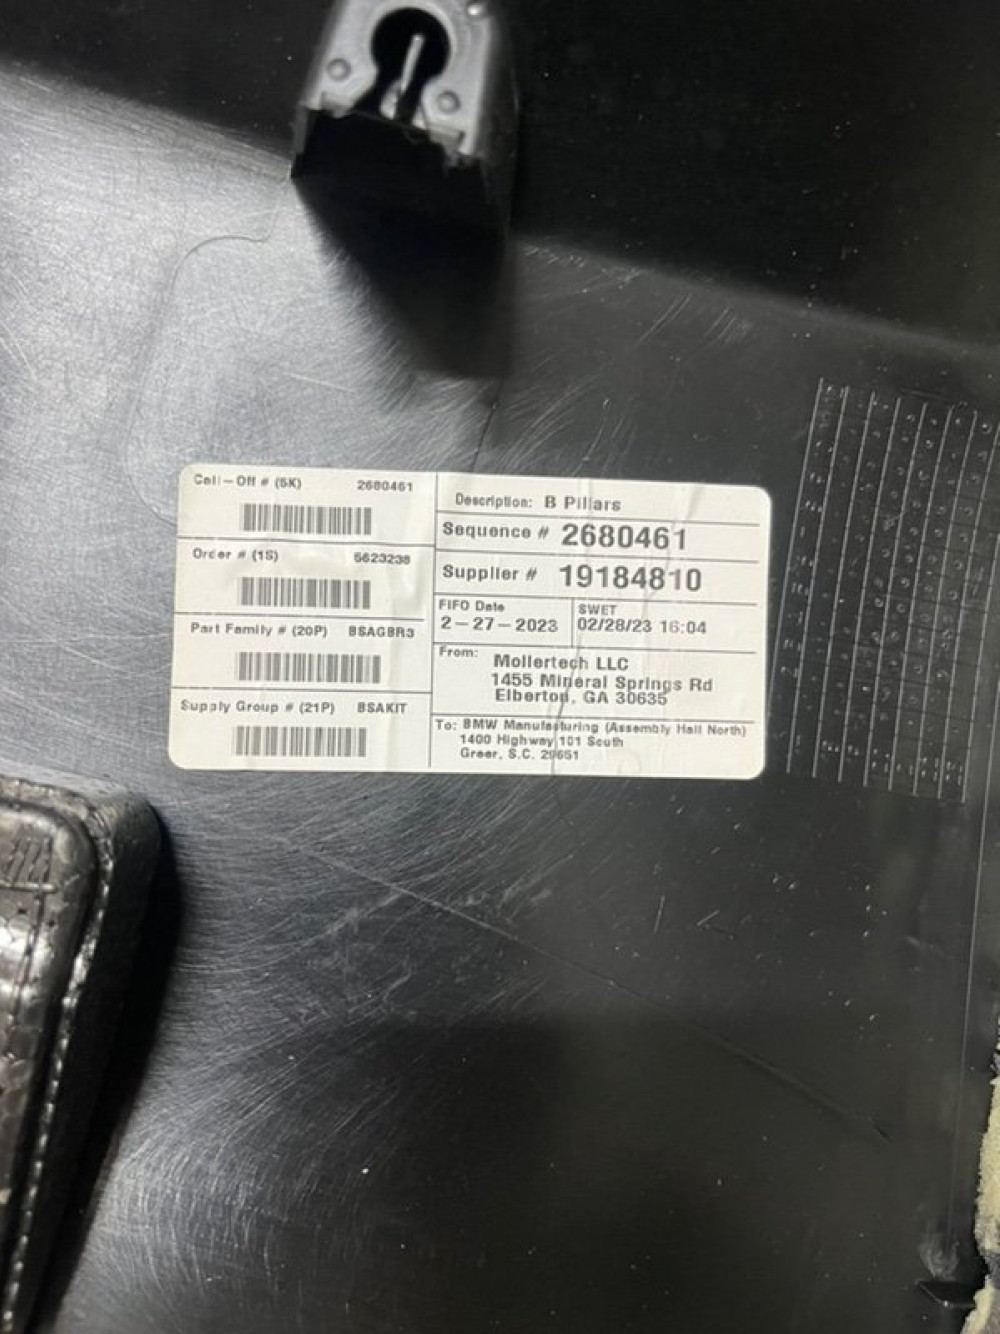 Call-Off # (5K) 2680461
Order # (1S) 5623238
Part Family # (20P) BSAGBR3
Supply Group # (21P) BSAKIT
Description: B Pillars
Sequence # 2680461
Supplier # 19184810
FIFO Date
2-27-2023
SWET
02/28/23 16:04
From:
Mollertech LLC
1455 Mineral Springs Rd
Elberton, GA 30635
To: BMW Manufacturing (Assembly Hall North)
1400 Highway 101 South
Greer, S.C. 29651